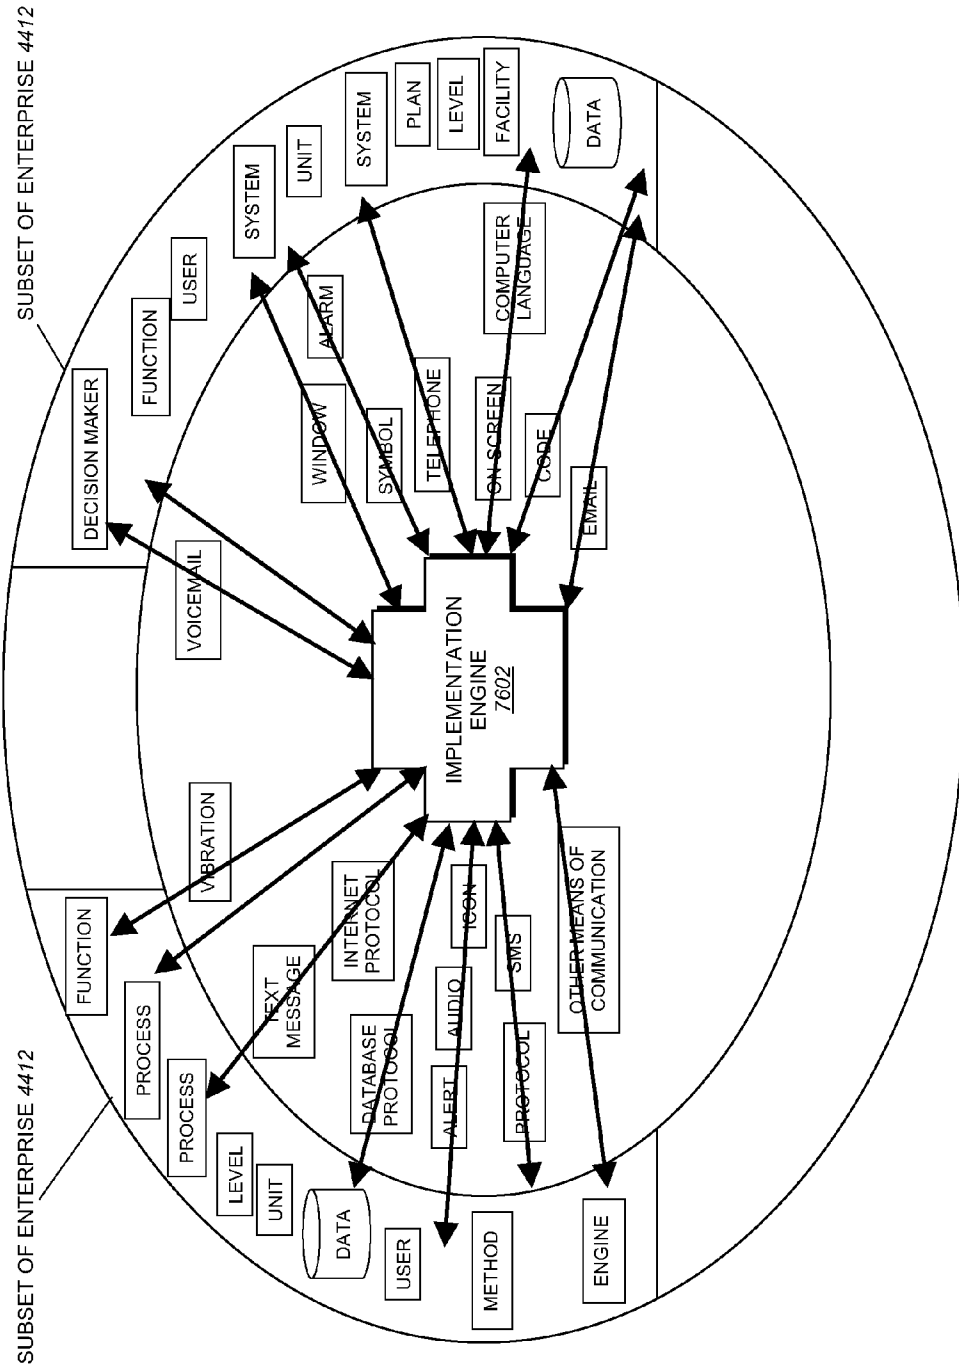 SUBSET OF ENTERPRISE 4412
SUBSET OF ENTERPRISE 4412
FUNCTION
PROCESS
PROCESS
LEVEL
UNIT
DATA
USER
METHOD
ENGINE
DECISION MAKER
FUNCTION
USER
SYSTEM
UNIT
SYSTEM
PLAN
LEVEL
FACILITY
DATA
VIBRATION
TEXT
MESSAGE
INTERNET
PROTOCOL
DATABASE
PROTOCOL
ICON
AUDIO
ALERT
SMS
PROTOCOL
OTHER MEANS OF
COMMUNICATION
VOICEMAIL
WINDOW
ALARM
SYMBOL
TELEPHONE
ON-SCREEN
COMPUTER
LANGUAGE
CODE
EMAIL
IMPLEMENTATION
ENGINE
7602